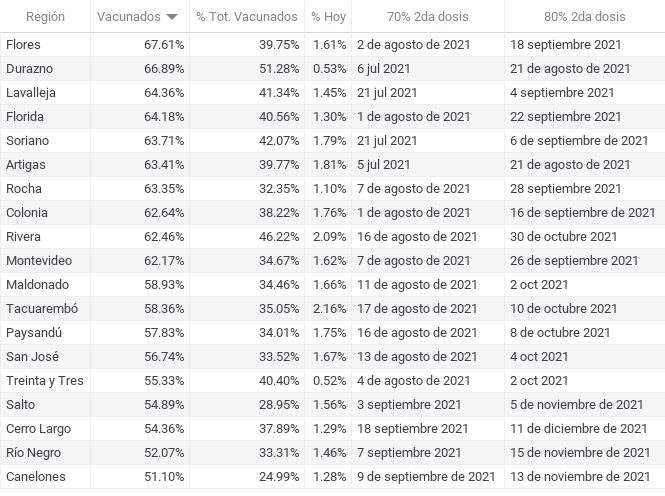 Región Vacunados % Tot. Vacunados % Hoy 70% 2da dosis 80% 2da dosis
Flores 67.61% 39.75% 1.61% 2 de agosto de 2021 18 septiembre 2021
Durazno 66.89% 51.28% 0.53% 6 jul 2021 21 de agosto de 2021
Lavalleja 64.36% 41.34% 1.45% 21 jul 2021 4 septiembre 2021
Florida 64.18% 40.56% 1.30% 1 de agosto de 2021 22 septiembre 2021
Soriano 63.71% 42.07% 1.79% 21 jul 2021 6 de septiembre de 2021
Artigas 63.41% 39.77% 1.81% 5 jul 2021 21 de agosto de 2021
Rocha 63.35% 32.35% 1.10% 7 de agosto de 2021 28 septiembre 2021
Colonia 62.64% 38.22% 1.76% 1 de agosto de 2021 16 de septiembre de 2021
Rivera 62.46% 46.22% 2.09% 16 de agosto de 2021 30 de octubre 2021
Montevideo 62.17% 34.67% 1.62% 7 de agosto de 2021 26 de septiembre 2021
Maldonado 58.93% 34.46% 1.66% 11 de agosto de 2021 2 oct 2021
Tacuarembó 58.36% 35.05% 2.16% 17 de agosto de 2021 10 de octubre 2021
Paysandú 57.83% 34.01% 1.75% 16 de agosto de 2021 8 de octubre 2021
San José 56.74% 33.52% 1.67% 13 de agosto de 2021 4 oct 2021
Treinta y Tres 55.33% 40.40% 0.52% 4 de agosto de 2021 2 oct 2021
Salto 54.89% 28.95% 1.56% 3 septiembre 2021 5 de noviembre de 2021
Cerro Largo 54.36% 37.89% 1.29% 18 septiembre 2021 11 de diciembre de 2021
Río Negro 52.07% 33.31% 1.46% 7 septiembre 2021 15 de noviembre de 2021
Canelones 51.10% 24.99% 1.28% 9 de septiembre de 2021 13 de noviembre de 2021